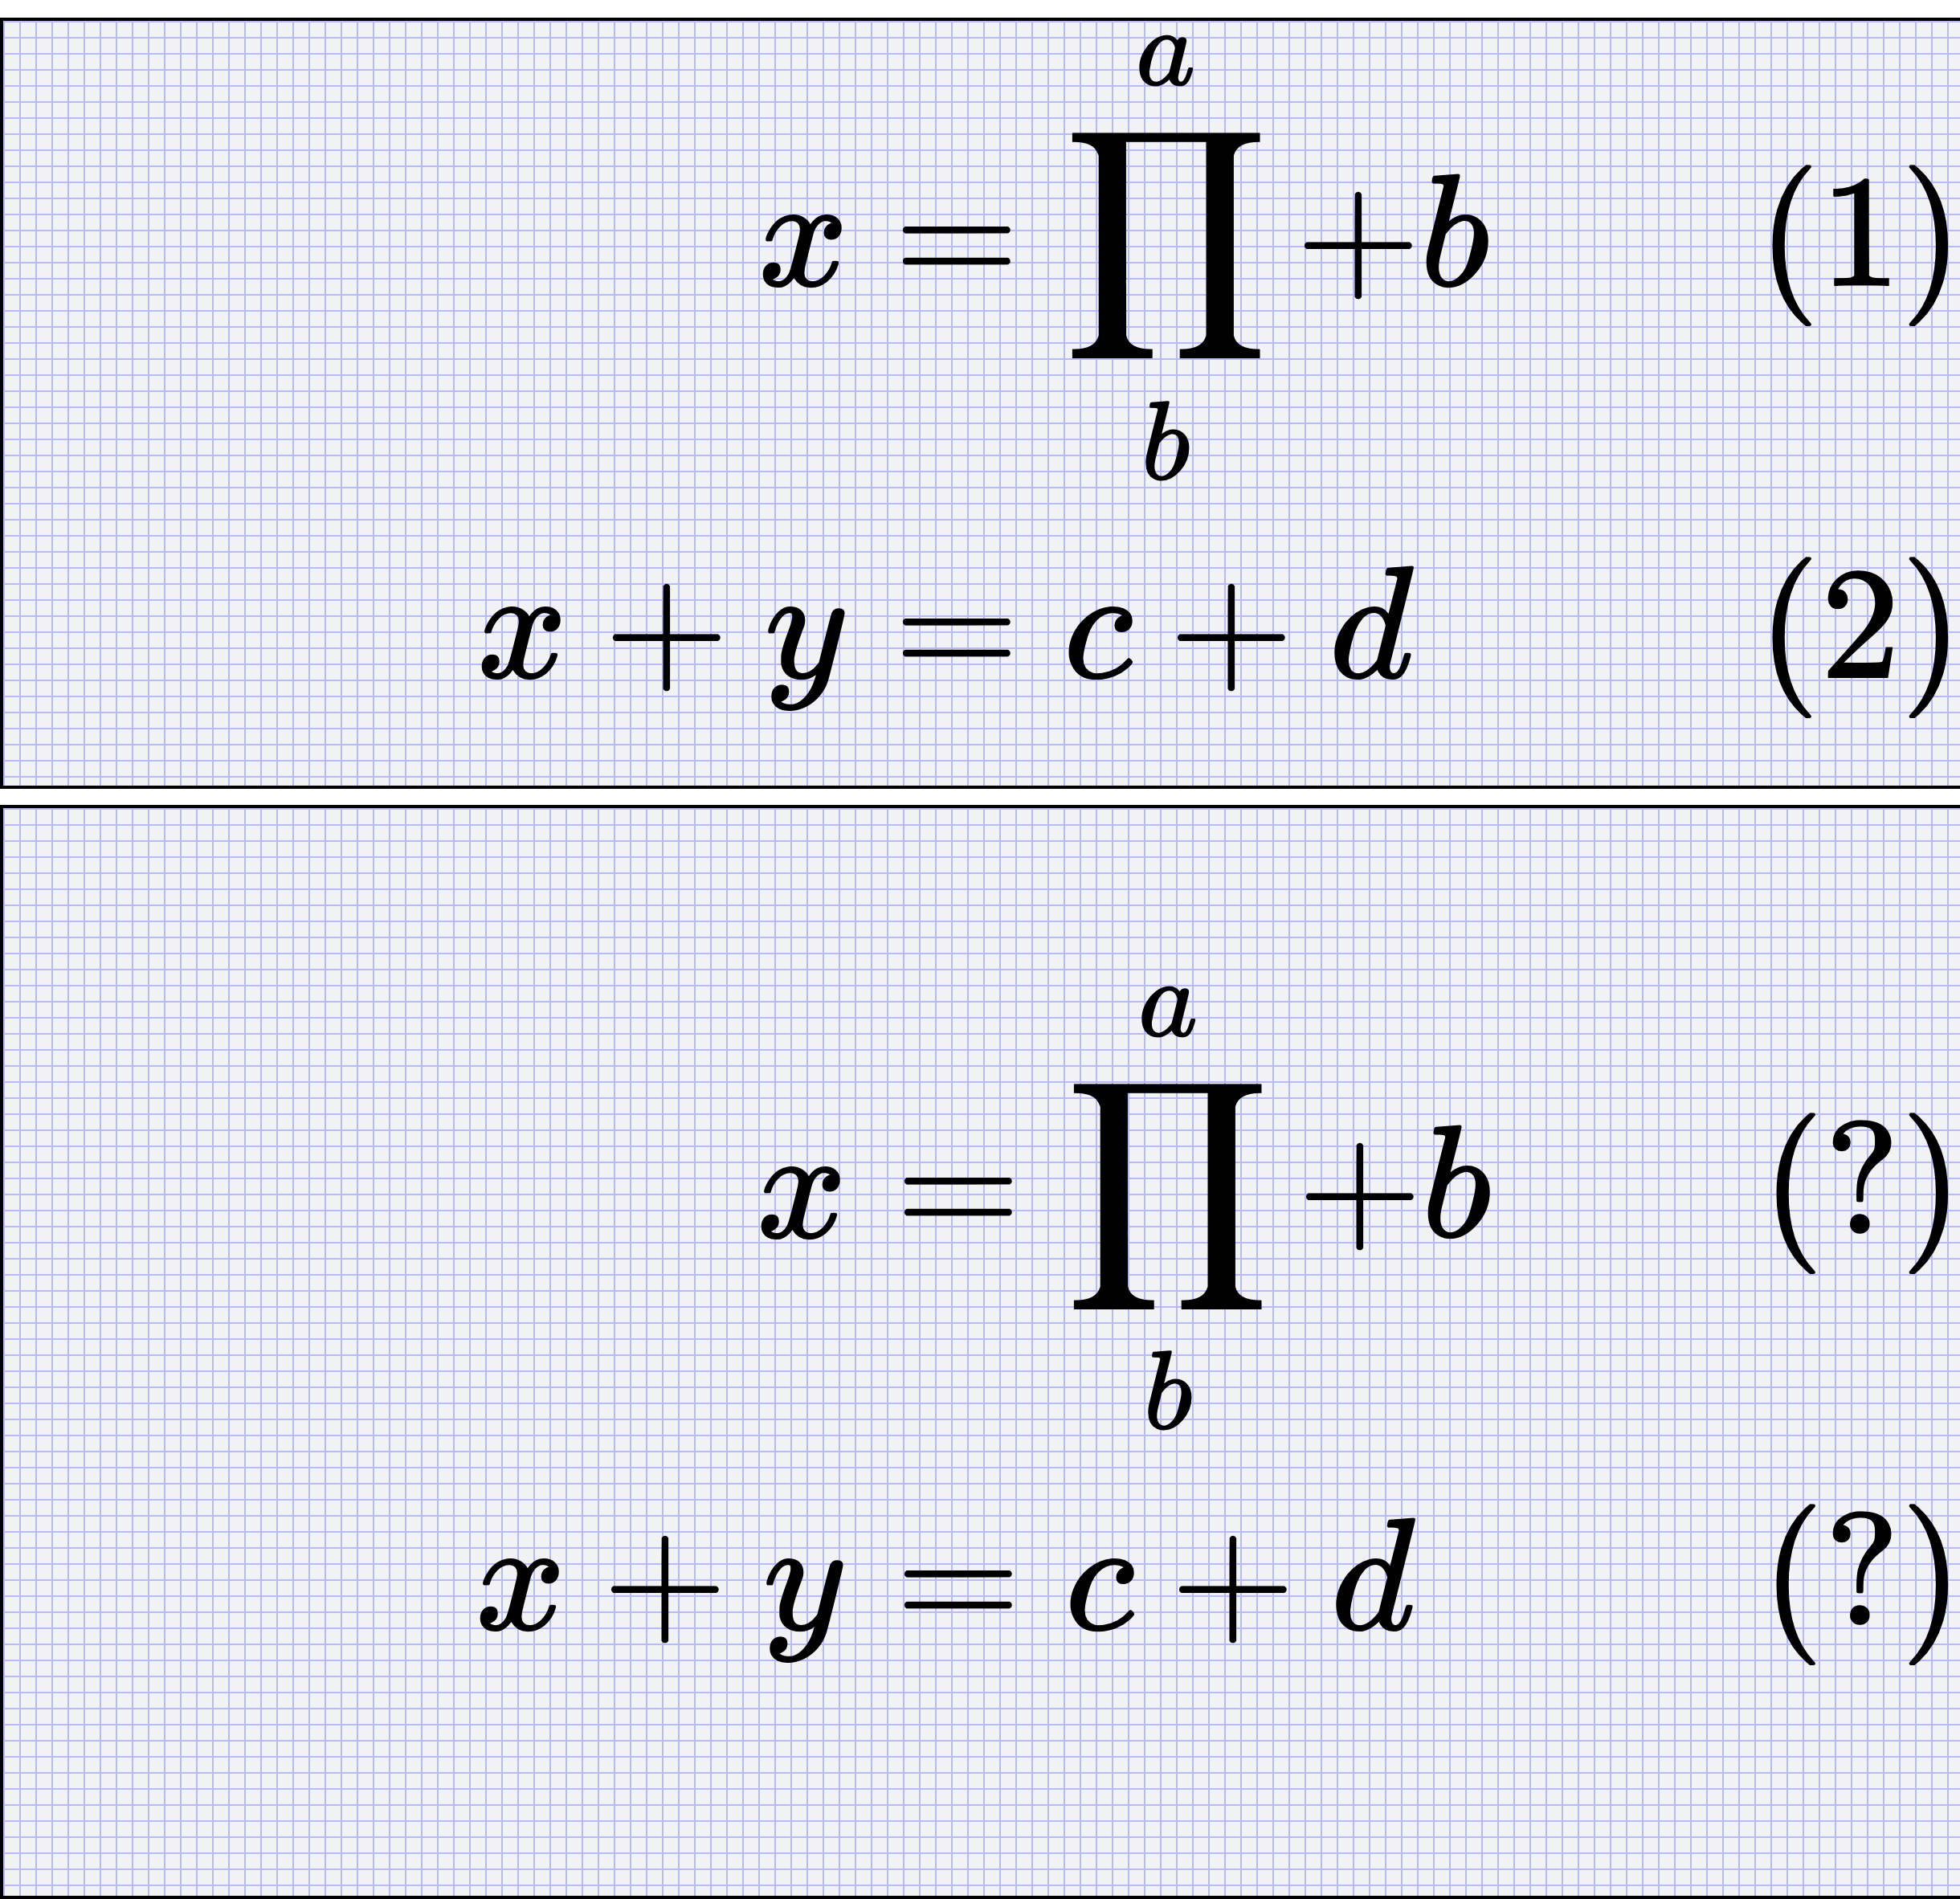 a
x = ∏ +b (1)
b
x + y = c + d (2)
a
x = ∏ +b (?)
b
x + y = c + d (?)